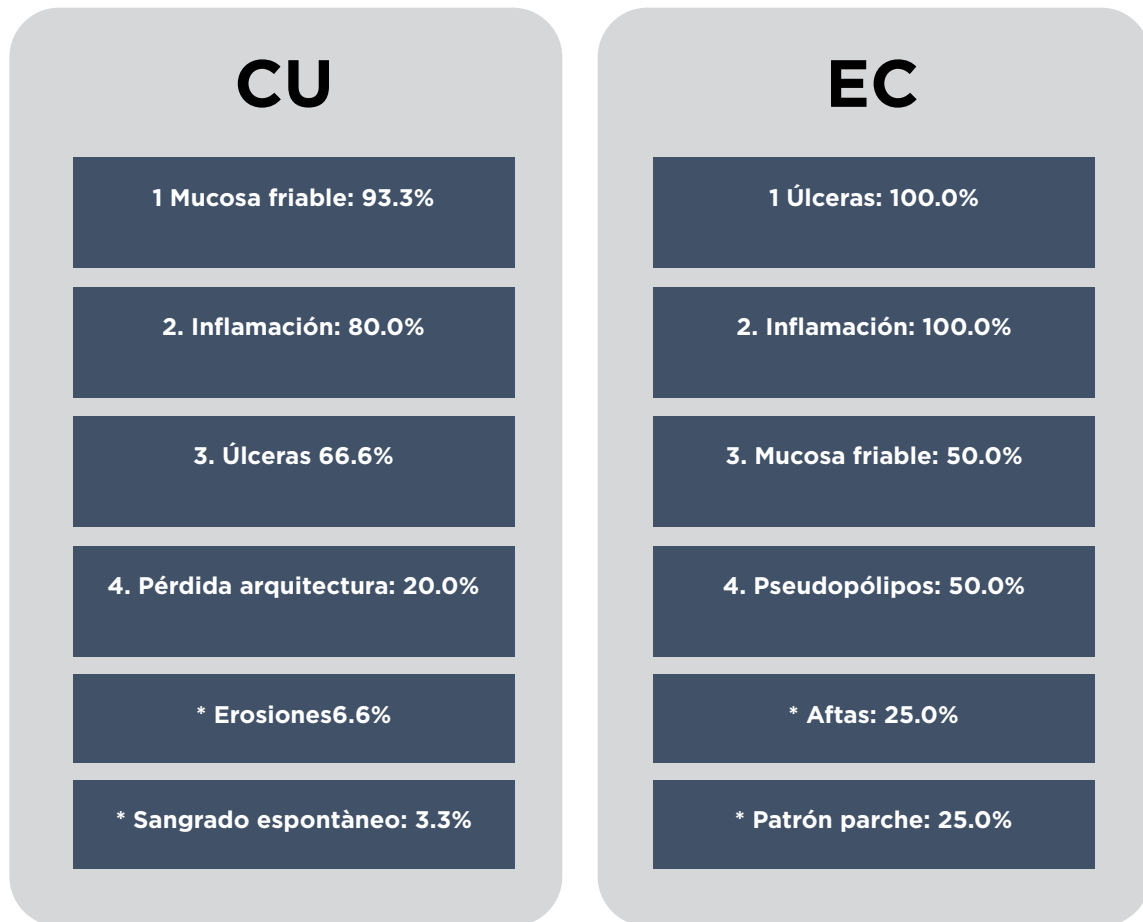 CU
1 Mucosa friable: 93.3%
2. Inflamación: 80.0%
3. Úlceras 66.6%
4. Pérdida arquitectura: 20.0%
* Erosiones6.6%
* Sangrado espontàneo: 3.3%
EC
1 Úlceras: 100.0%
2. Inflamación: 100.0%
3. Mucosa friable: 50.0%
4. Pseudopólipos: 50.0%
* Aftas: 25.0%
* Patrón parche: 25.0%